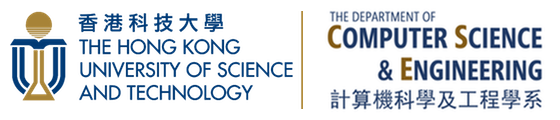 香港科技大學
THE HONG KONG
UNIVERSITY OF SCIENCE
AND TECHNOLOGY
THE DEPARTMENT OF
COMPUTER SCIENCE
& ENGINEERING
計算機科學及工程學系